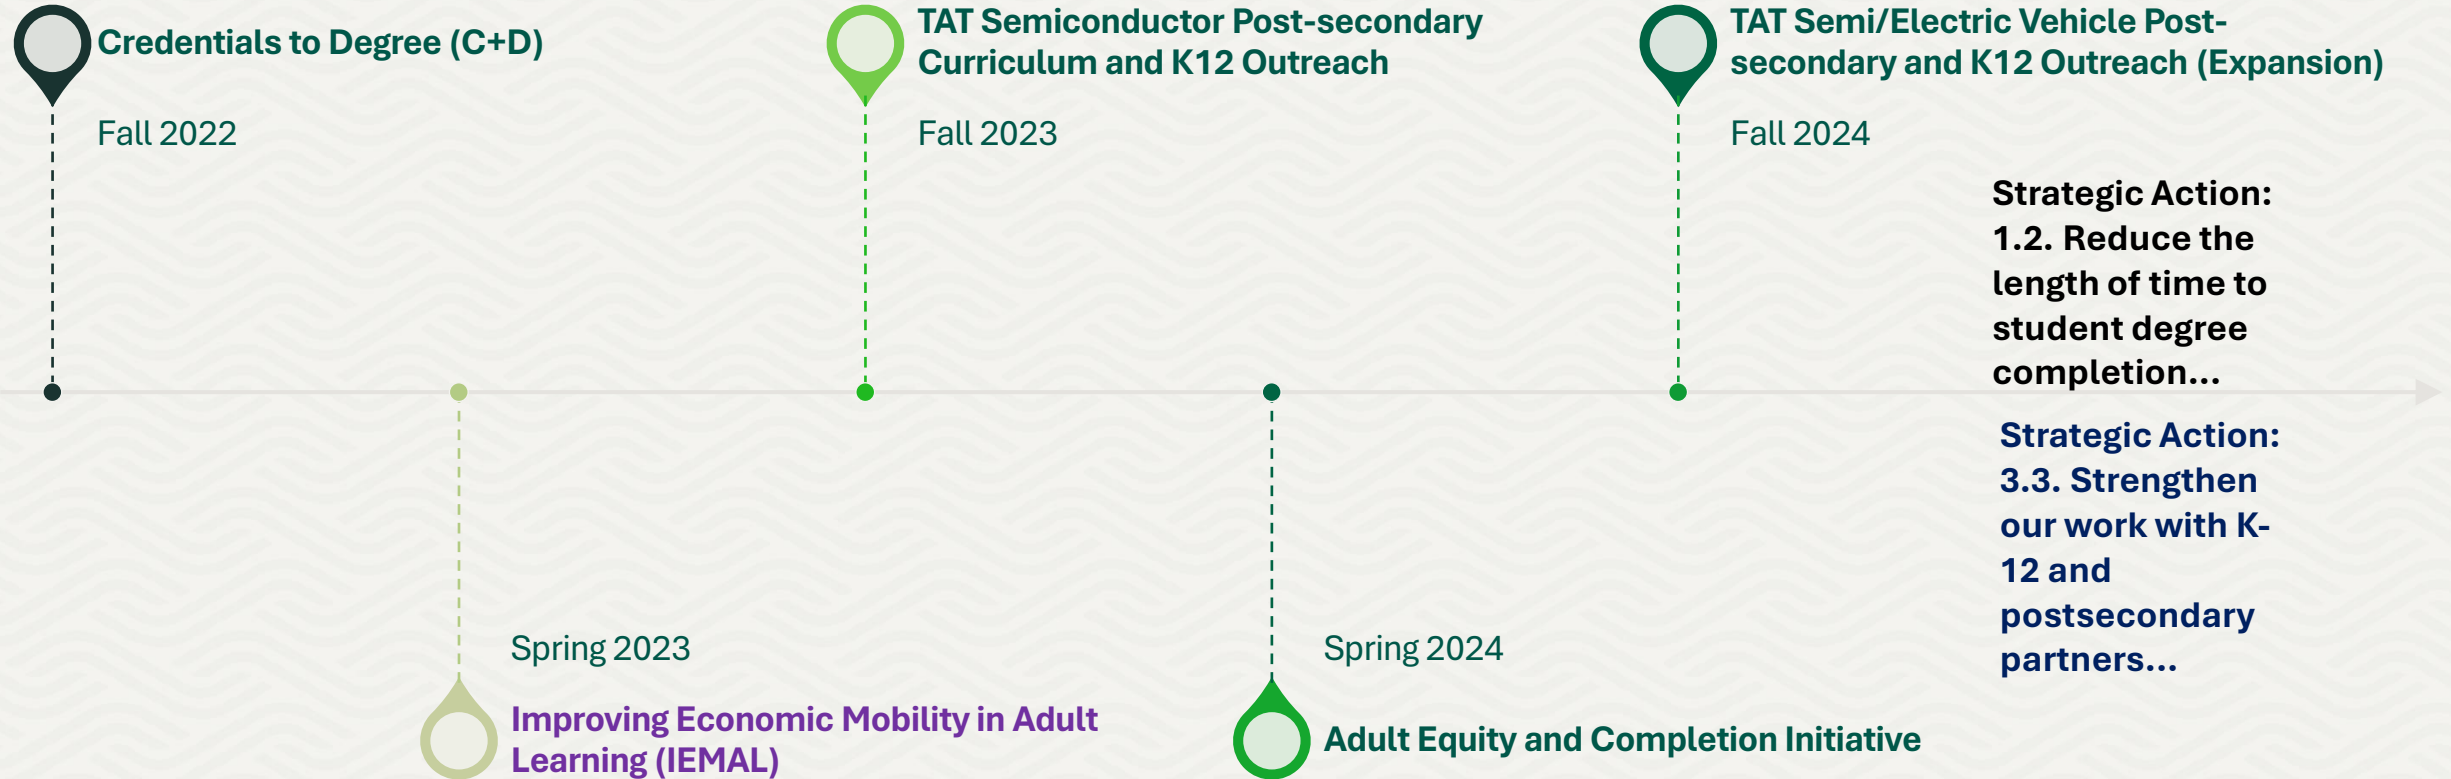 Credentials to Degree (C+D)
Fall 2022
TAT Semiconductor Post-secondary
Curriculum and K12 Outreach
Fall 2023
TAT Semi/Electric Vehicle Post-
secondary and K12 Outreach (Expansion)
Fall 2024
Strategic Action:
1.2. Reduce the
length of time to
student degree
completion...
Strategic Action:
3.3. Strengthen
our work with K-
12 and
postsecondary
partners...
Spring 2023
Improving Economic Mobility in Adult
Learning (IEMAL)
Spring 2024
Adult Equity and Completion Initiative